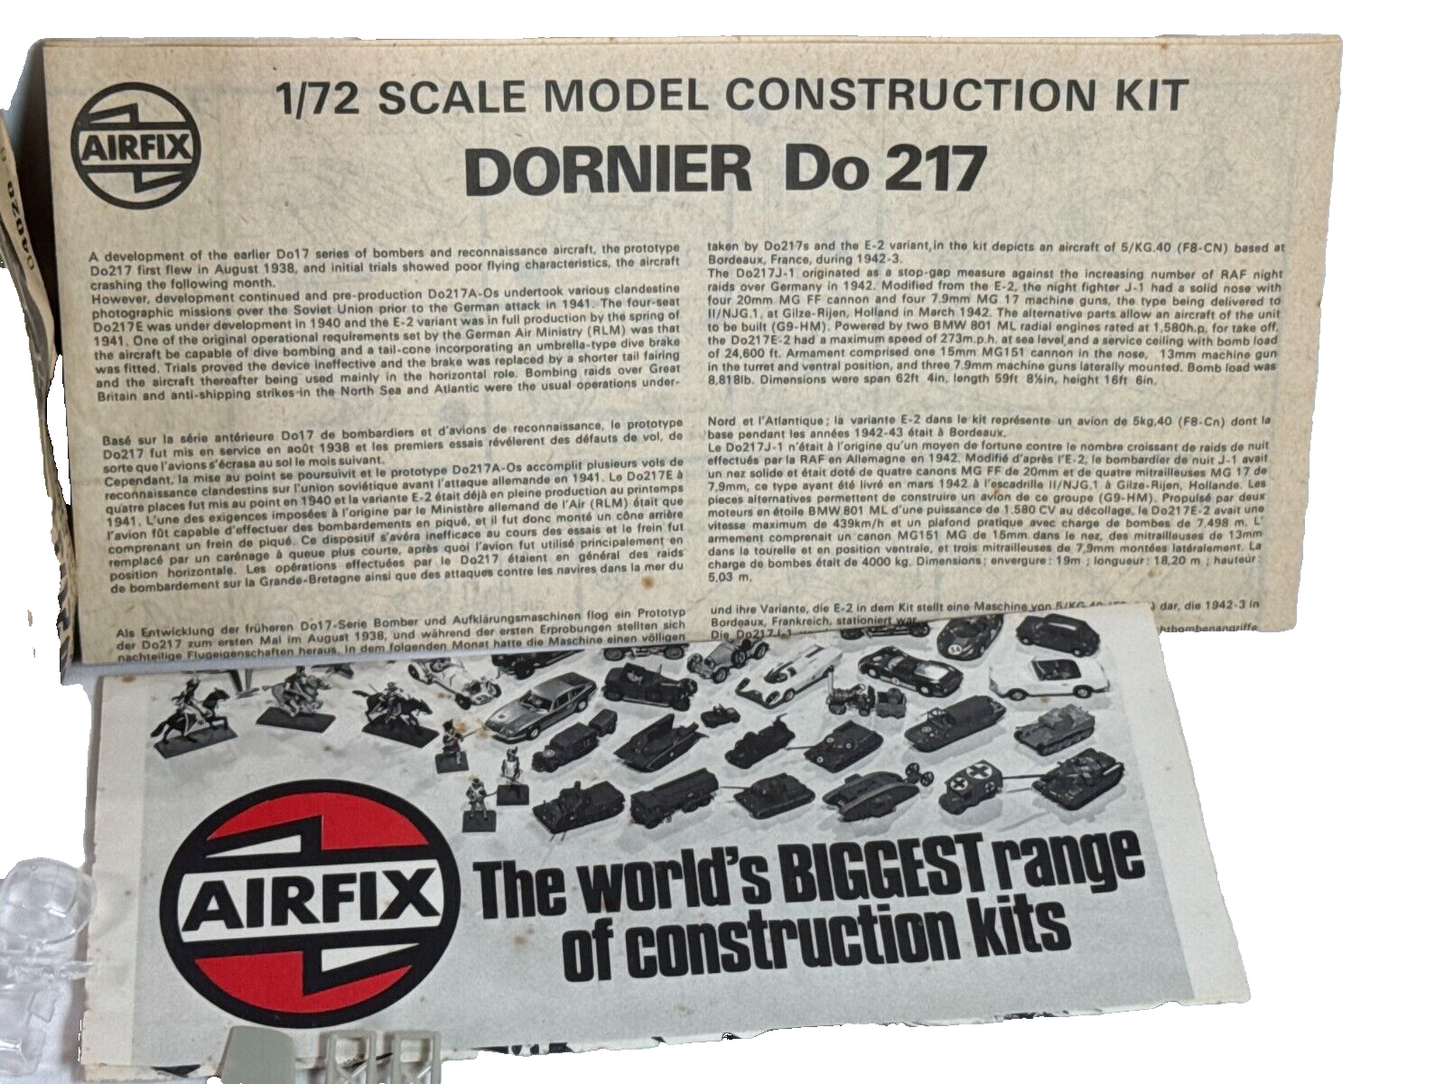 AIRFIX
1/72 SCALE MODEL CONSTRUCTION KIT
DORNIER Do 217
A development of the earlier Do17 series of bombers and reconnaissance aircraft, the prototype
Do217 first flew in August 1938, and initial trials showed poor flying characteristics, the aircraft
crashing the following month.
However, development continued and pre-production Do217A-Os undertook various clandestine
photographic missions over the Soviet Union prior to the German attack in 1941. The four-seat
Do217E was under development in 1940 and the E-2 variant was in full production by the spring of
1941. One of the original operational requirements set by the German Air Ministry (RLM) was that
the aircraft be capable of dive bombing and a tail-cone incorporating an umbrella-type dive brake
was fitted. Trials proved the device ineffective and the brake was replaced by a shorter tail fairing
and the aircraft thereafter being used mainly in the horizontal role. Bombing raids over Great
Britain and anti-shipping strikes in the North Sea and Atlantic were the usual operations under-
taken by Do217s and the E-2 variant, in the kit depicts an aircraft of 5/KG.40 (F8-CN) based at
Bordeaux, France, during 1942-3.
The Do217J-1 originated as a stop-gap measure against the increasing number of RAF night
raids over Germany in 1942. Modified from the E-2, the night fighter J-1 had a solid nose with
four 20mm MG FF cannon and four 7.9mm MG 17 machine guns, the type being delivered to
II/NJG.1, at Gilze-Rijen, Holland in March 1942. The alternative parts allow an aircraft of the unit
to be built (G9-HM). Powered by two BMW 801 ML radial engines rated at 1,580h.p. for take off,
the Do217E-2 had a maximum speed of 273m.p.h. at sea level,and a service ceiling with bomb load
of 24,600 ft. Armament comprised one 15mm MG151 cannon in the nose, 13mm machine gun
in the turret and ventral position, and three 7.9mm machine guns laterally mounted. Bomb load was
8,818lb. Dimensions were span 62ft 4in, length 59ft 8½in, height 16ft 6in.
Basé sur la série antérieure Do17 de bombardiers et d'avions de reconnaissance, le prototype
Do217 fut mis en service en août 1938 et les premiers essais révélèrent des défauts de vol, de
sorte que l'avions s'écrasa au sol le mois suivant.
Cependant, la mise au point se poursuivit et le prototype Do217A-Os accomplit plusieurs vols de
reconnaissance clandestins sur l'union soviétique avant l'attaque allemande en 1941. Le Do217E à
quatre places fut mis au point en 1940 et la variante E-2 était déjà en pleine production au printemps
1941. L'une des exigences imposées à l'origine par le Ministère allemand de l'Air (RLM) était que
l'avion fût capable d'effectuer des bombardements en piqué, et il fut donc monté un cône arrière
comprenant un frein de piqué. Ce dispositif s'avéra inefficace au cours des essais et le frein fut
remplacé par un carénage à queue plus courte, après quoi l'avion fut utilisé principalement en
position horizontale. Les opérations effectuées par le Do217 étaient en général des raids
de bombardement sur la Grande-Bretagne ainsi que des attaques contre les navires dans la mer du
Nord et l'Atlantique; la variante E-2 dans le kit représente un avion de 5kg.40 (F8-Cn) dont la
base pendant les années 1942-43 était à Bordeaux.
Le Do217J-1 n'était à l'origine qu'un moyen de fortune contre le nombre croissant de raids de nuit
effectués par la RAF en Allemagne en 1942. Modifié d'après l'E-2, le bombardier de nuit J-1 avait
un nez solide et était doté de quatre canons MG FF de 20mm et de quatre mitrailleuses MG 17 de
7,9mm, ce type ayant été livré en mars 1942 à l'escadrille II/NJG.1 à Gilze-Rijen, Hollande. Les
pieces alternatives permettent de construire un avion de ce groupe (G9-HM). Propulsé par deux
moteurs en étoile BMW 801 ML d'une puissance de 1.580 CV au décollage, le Do217E-2 avait une
vitesse maximum de 439km/h et un plafond pratique avec charge de bombes de 7,498 m. L'
armement comprenait un canon MG151 MG de 15mm dans le nez, des mitrailleuses de 13mm
dans la tourelle et en position ventrale, et trois mitrailleuses de 7,9mm montées latéralement. La
charge de bombes était de 4000 kg. Dimensions; envergure: 19m ; longueur: 18,20 m ; hauteur:
5,03 m.
Als Entwicklung der früheren Do17-Serie Bomber und Aufklärungsmaschinen flog ein Prototyp
der Do217 zum ersten Mal im August 1938, und während der ersten Erprobungen stellten sich
nachteilige Flugeigenschaften heraus. In dem folgenden Monat hatte die Maschine einen völligen
und ihre Variante, die E-2 in dem Kit stellt eine Maschine von 5/KG.40 dar, die 1942-3 in
Bordeaux, Frankreich, stationiert war.
Die Do217J-1
04020
AIRFIX
The world's BIGGEST range
of construction kits